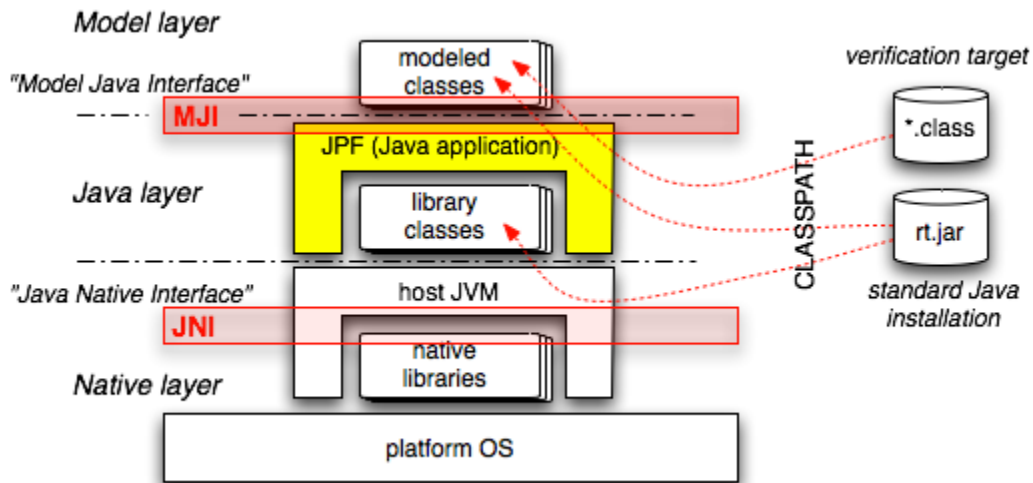 Model layer
modeled
classes
verification target
"Model Java Interface"
MJI
*.class
JPF (Java application)
CLASSPATH
Java layer
library
classes
rt.jar
"Java Native Interface"
host JVM
standard Java
installation
JNI
native
libraries
Native layer
platform OS